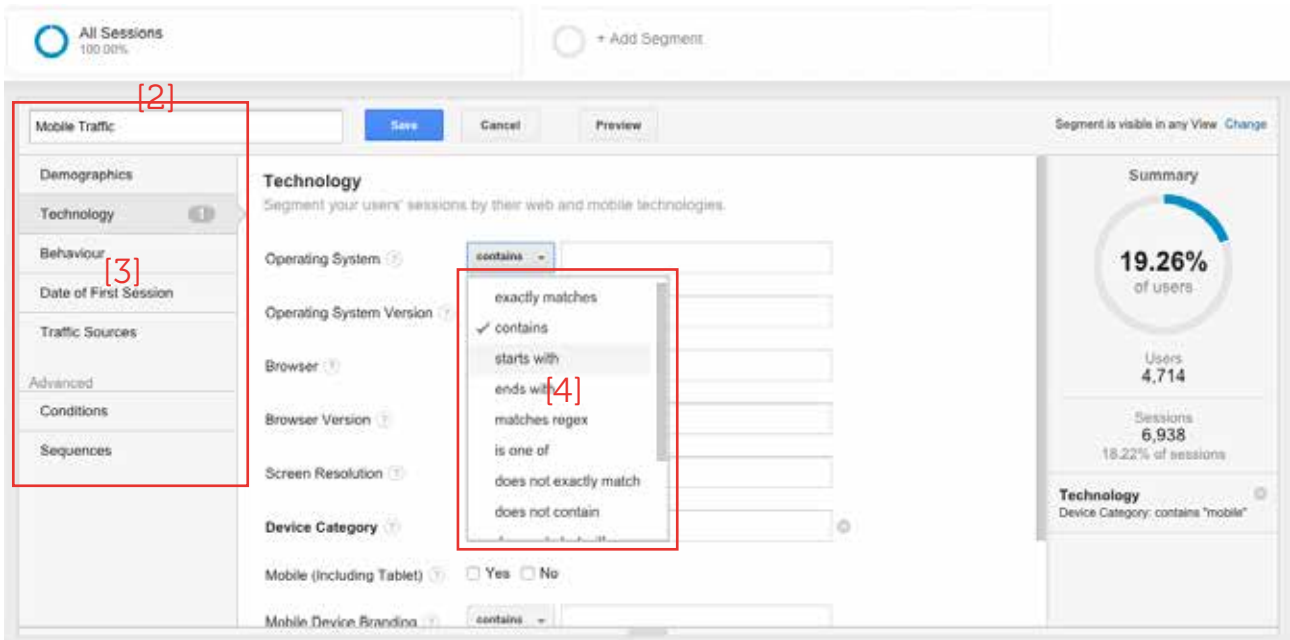 All Sessions
100.00%
+ Add Segment
[2]
Mobile Traffic
Save
Cancel
Preview
Segment is visible in any View Change
Demographics
Technology 1
Behaviour
[3]
Date of First Session
Traffic Sources
Advanced
Conditions
Sequences
Technology
Segment your users' sessions by their web and mobile technologies.
Operating System ?
contains
Operating System Version ?
Browser ?
Browser Version ?
Screen Resolution ?
Device Category ?
Mobile (Including Tablet) ? Yes No
Mobile Device Branding ? contains
exactly matches
✓ contains
starts with
ends with
[4]
matches regex
is one of
does not exactly match
does not contain
Summary
19.26%
of users
Users
4,714
Sessions
6,938
18.22% of sessions
Technology
Device Category: contains "mobile"